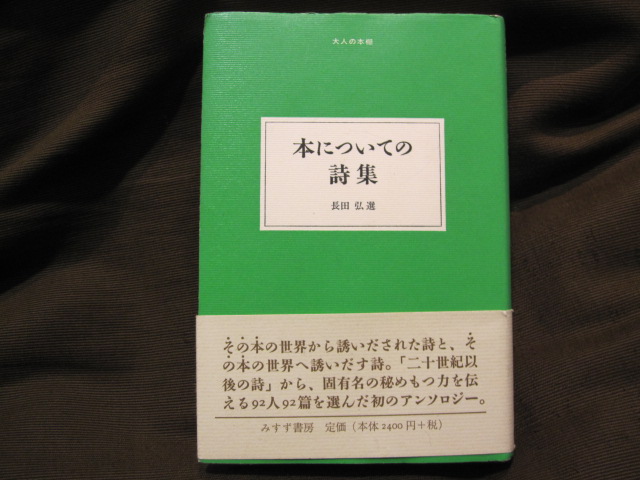 大人の本棚
本についての
詩集
長田 弘 選
その本の世界から誘いだされた詩と、そ
の本の世界へ誘いだす詩。「二十世紀以
後の詩」から、固有名の秘めもつ力を伝
える92人92篇を選んだ初のアンソロジー。
みすず書房 定価(本体2400円+税)